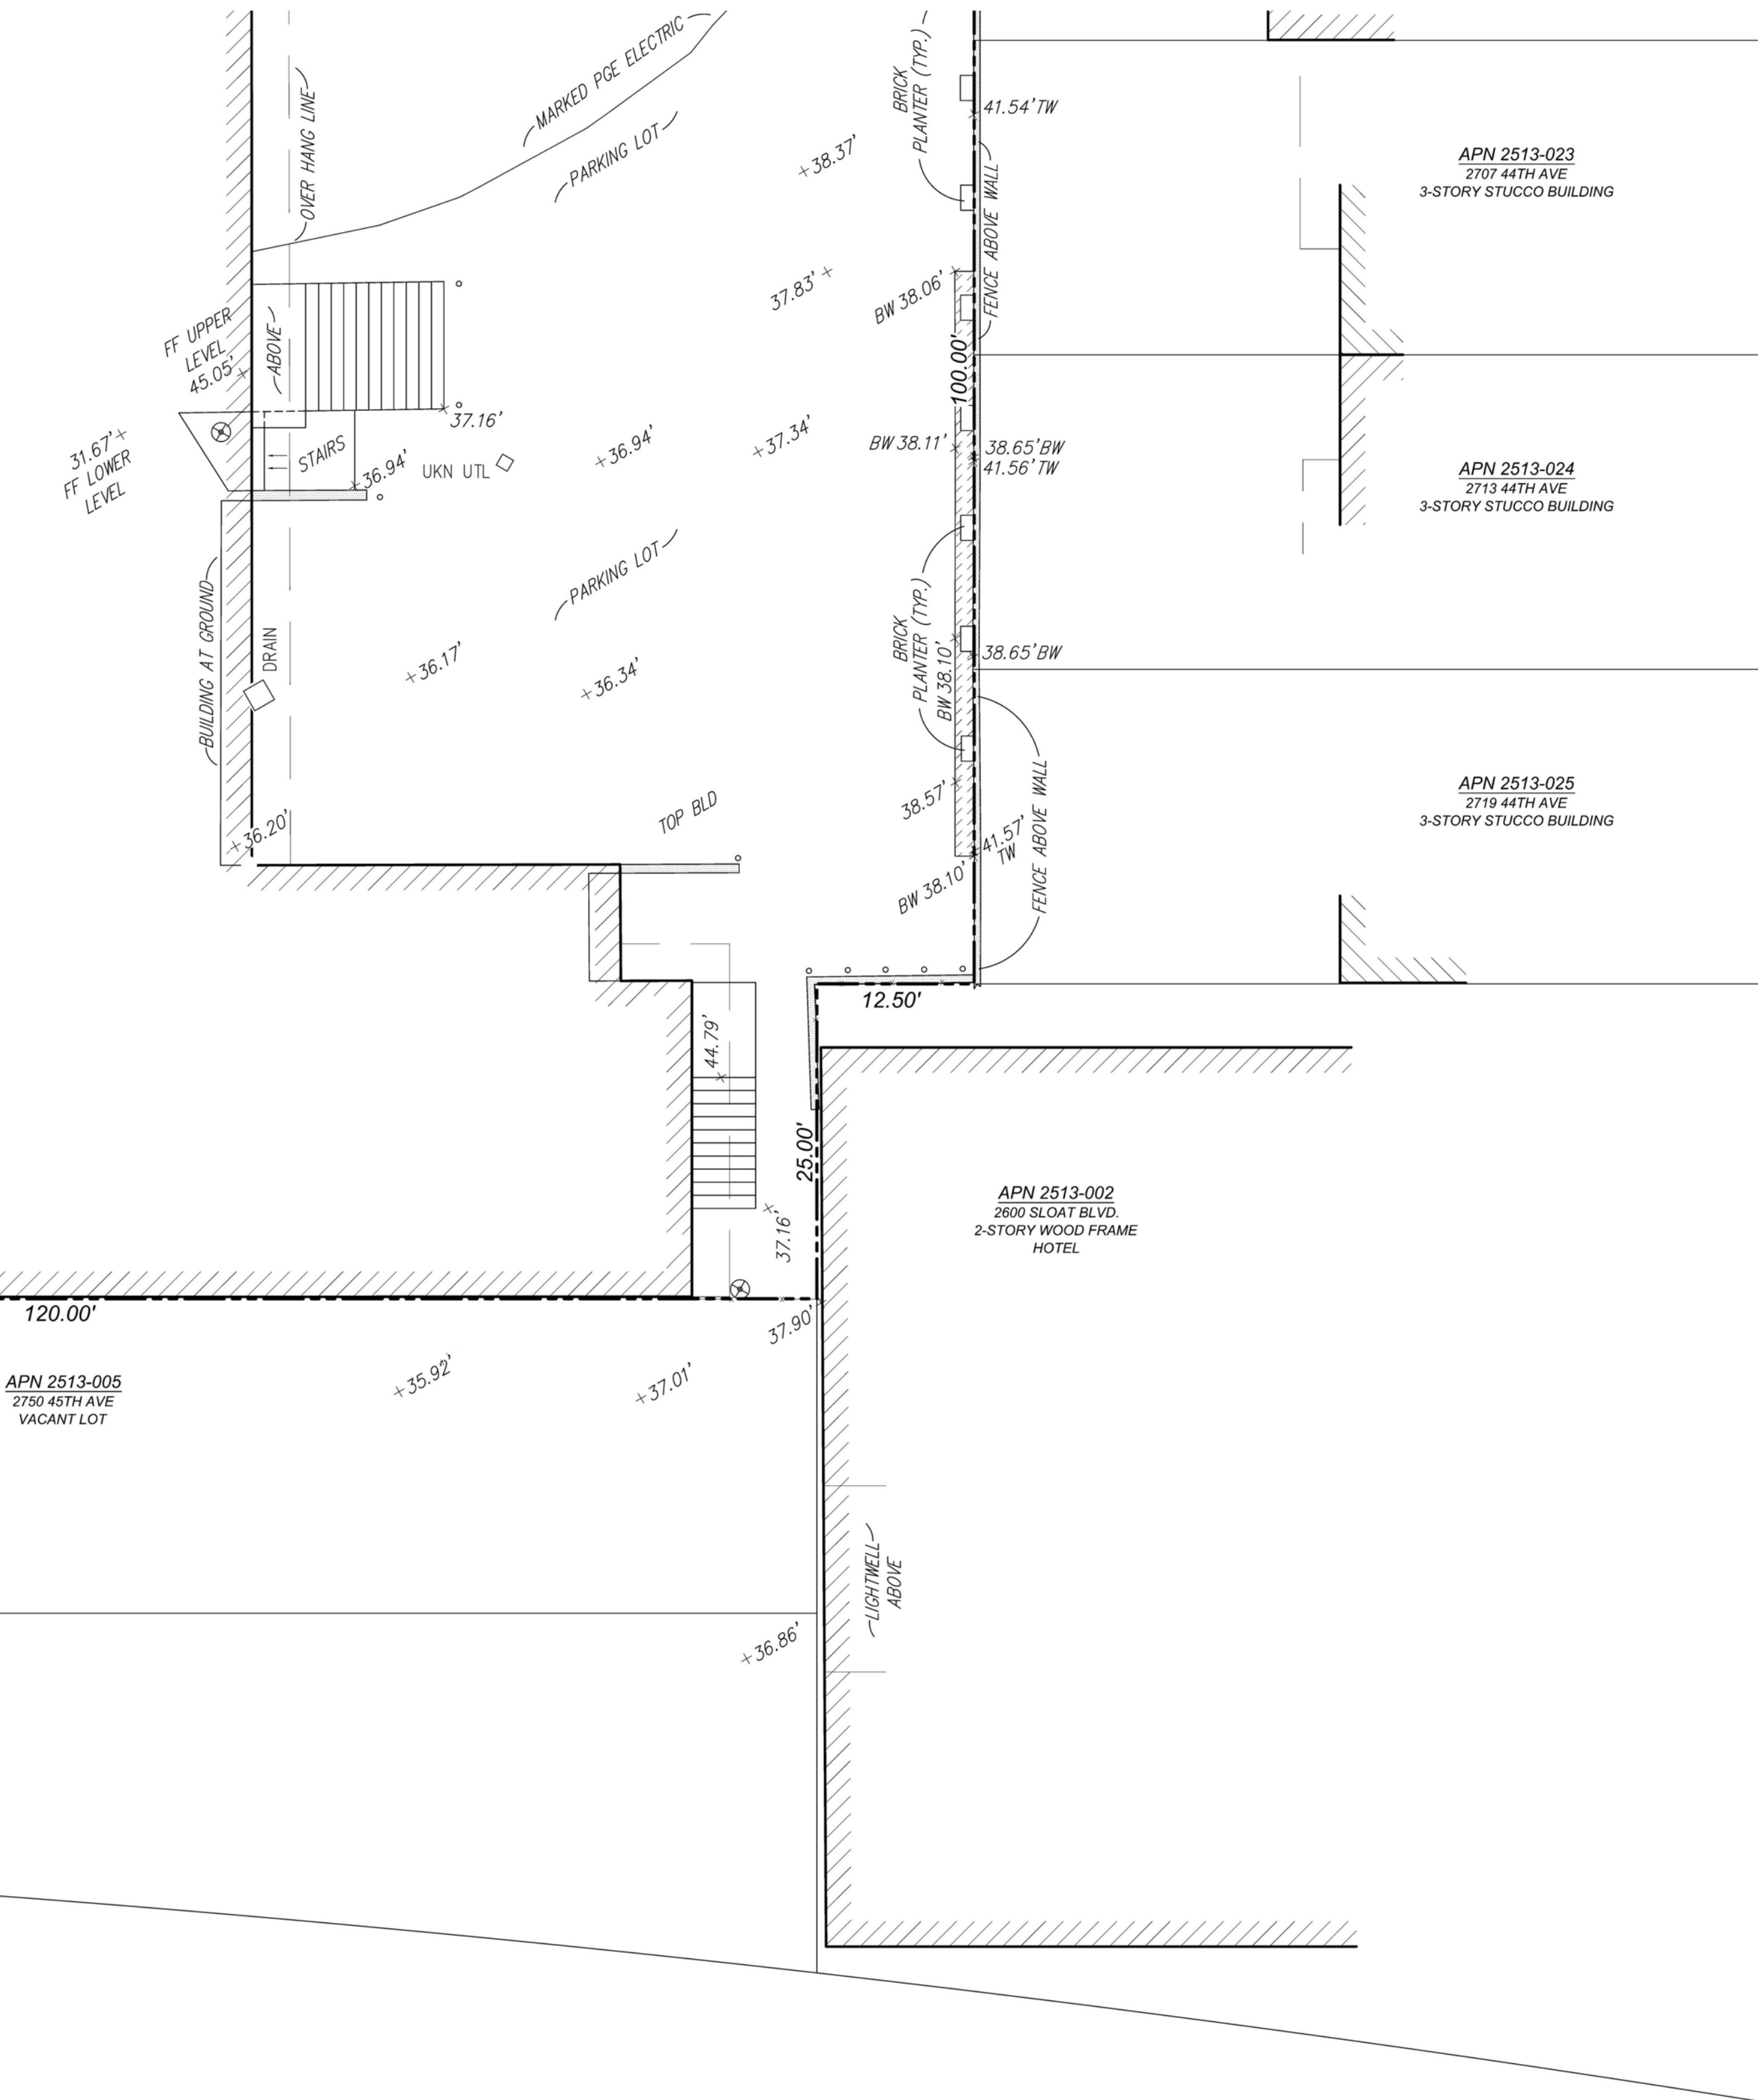 MARKED PGE ELECTRIC
OVER HANG LINE
PARKING LOT
+38.37'
BRICK
PLANTER (TYP.)
41.54'TW
FENCE ABOVE WALL
APN 2513-023
2707 44TH AVE
3-STORY STUCCO BUILDING
37.83'+
BW 38.06'
100.00'
FF UPPER
LEVEL
45.05'
ABOVE
37.16'
31.67'+
FF LOWER
LEVEL
STAIRS
36.94'
UKN UTL
+36.94'
+37.34'
BW 38.11'
38.65'BW
41.56'TW
APN 2513-024
2713 44TH AVE
3-STORY STUCCO BUILDING
PARKING LOT
BUILDING AT GROUND
DRAIN
+36.17'
+36.34'
BRICK
PLANTER (TYP.)
BW 38.10'
38.65'BW
APN 2513-025
2719 44TH AVE
3-STORY STUCCO BUILDING
38.57'
TOP BLD
+36.20'
41.57'
TW
BW 38.10'
FENCE ABOVE WALL
12.50'
44.79'
25.00'
37.16'
APN 2513-002
2600 SLOAT BLVD.
2-STORY WOOD FRAME
HOTEL
120.00'
37.90'
APN 2513-005
2750 45TH AVE
VACANT LOT
+35.92'
+37.01'
LIGHTWELL
ABOVE
+36.86'